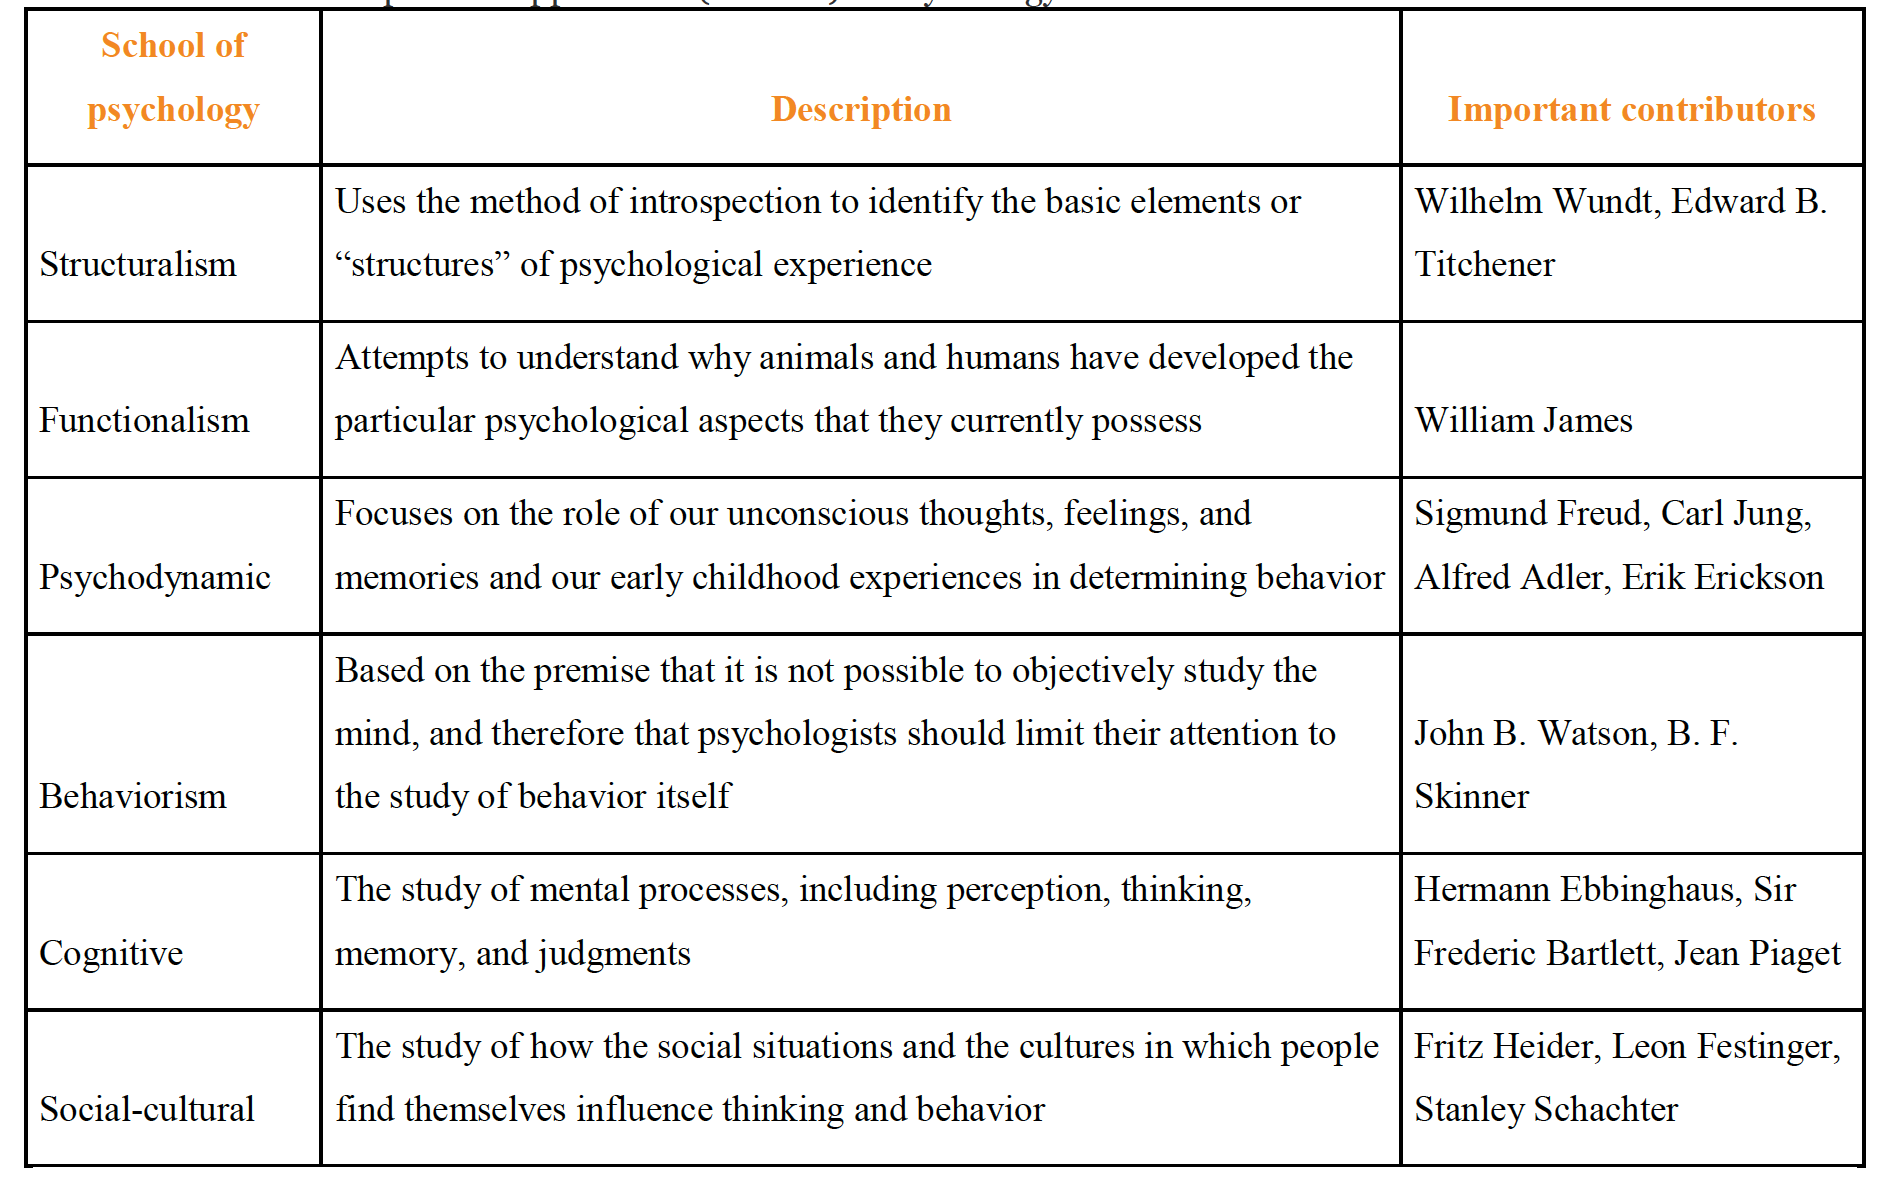 School of
psychology
Description
Important contributors
Structuralism
Uses the method of introspection to identify the basic elements or
“structures” of psychological experience
Wilhelm Wundt, Edward B.
Titchener
Functionalism
Attempts to understand why animals and humans have developed the
particular psychological aspects that they currently possess
William James
Psychodynamic
Focuses on the role of our unconscious thoughts, feelings, and
memories and our early childhood experiences in determining behavior
Sigmund Freud, Carl Jung,
Alfred Adler, Erik Erickson
Behaviorism
Based on the premise that it is not possible to objectively study the
mind, and therefore that psychologists should limit their attention to
the study of behavior itself
John B. Watson, B. F.
Skinner
Cognitive
The study of mental processes, including perception, thinking,
memory, and judgments
Hermann Ebbinghaus, Sir
Frederic Bartlett, Jean Piaget
Social-cultural
The study of how the social situations and the cultures in which people
find themselves influence thinking and behavior
Fritz Heider, Leon Festinger,
Stanley Schachter